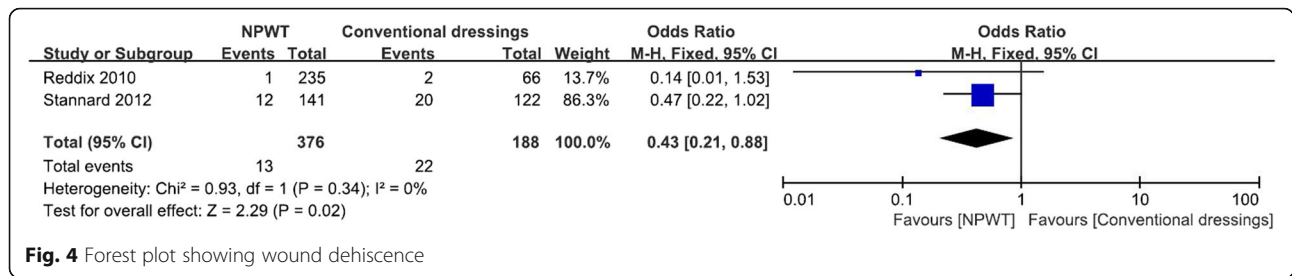 NPWT Conventional dressings Odds Ratio Odds Ratio
Study or Subgroup Events Total Events Total Weight M-H, Fixed, 95% CI M-H, Fixed, 95% CI
Reddix 2010 1 235 2 66 13.7% 0.14 [0.01, 1.53]
Stannard 2012 12 141 20 122 86.3% 0.47 [0.22, 1.02]
Total (95% CI) 376 188 100.0% 0.43 [0.21, 0.88]
Total events 13 22
Heterogeneity: Chi² = 0.93, df = 1 (P = 0.34); I² = 0%
Test for overall effect: Z = 2.29 (P = 0.02)
0.01 0.1 1 10 100
Favours [NPWT] Favours [Conventional dressings]
Fig. 4 Forest plot showing wound dehiscence